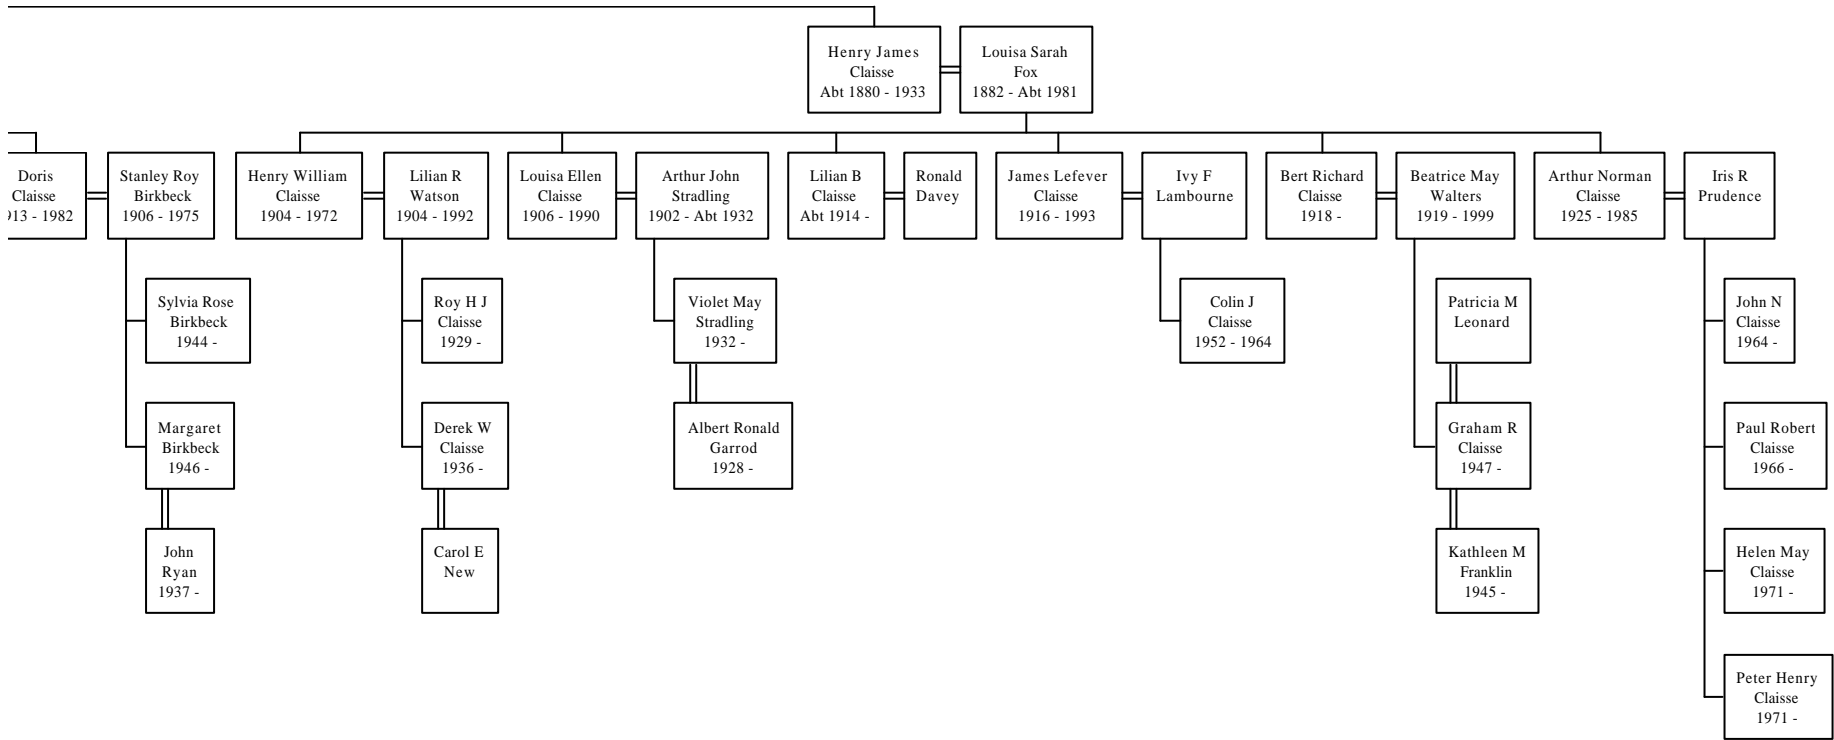 Henry James
Claisse
Abt 1880 - 1933
Louisa Sarah
Fox
1882 - Abt 1981
Doris
Claisse
913 - 1982
Stanley Roy
Birkbeck
1906 - 1975
Henry William
Claisse
1904 - 1972
Lilian R
Watson
1904 - 1992
Louisa Ellen
Claisse
1906 - 1990
Arthur John
Stradling
1902 - Abt 1932
Lilian B
Claisse
Abt 1914 -
Ronald
Davey
James Lefever
Claisse
1916 - 1993
Ivy F
Lambourne
Bert Richard
Claisse
1918 -
Beatrice May
Walters
1919 - 1999
Arthur Norman
Claisse
1925 - 1985
Iris R
Prudence
Sylvia Rose
Birkbeck
1944 -
Roy H J
Claisse
1929 -
Violet May
Stradling
1932 -
Colin J
Claisse
1952 - 1964
Patricia M
Leonard
John N
Claisse
1964 -
Margaret
Birkbeck
1946 -
Derek W
Claisse
1936 -
Albert Ronald
Garrod
1928 -
Graham R
Claisse
1947 -
Paul Robert
Claisse
1966 -
John
Ryan
1937 -
Carol E
New
Kathleen M
Franklin
1945 -
Helen May
Claisse
1971 -
Peter Henry
Claisse
1971 -